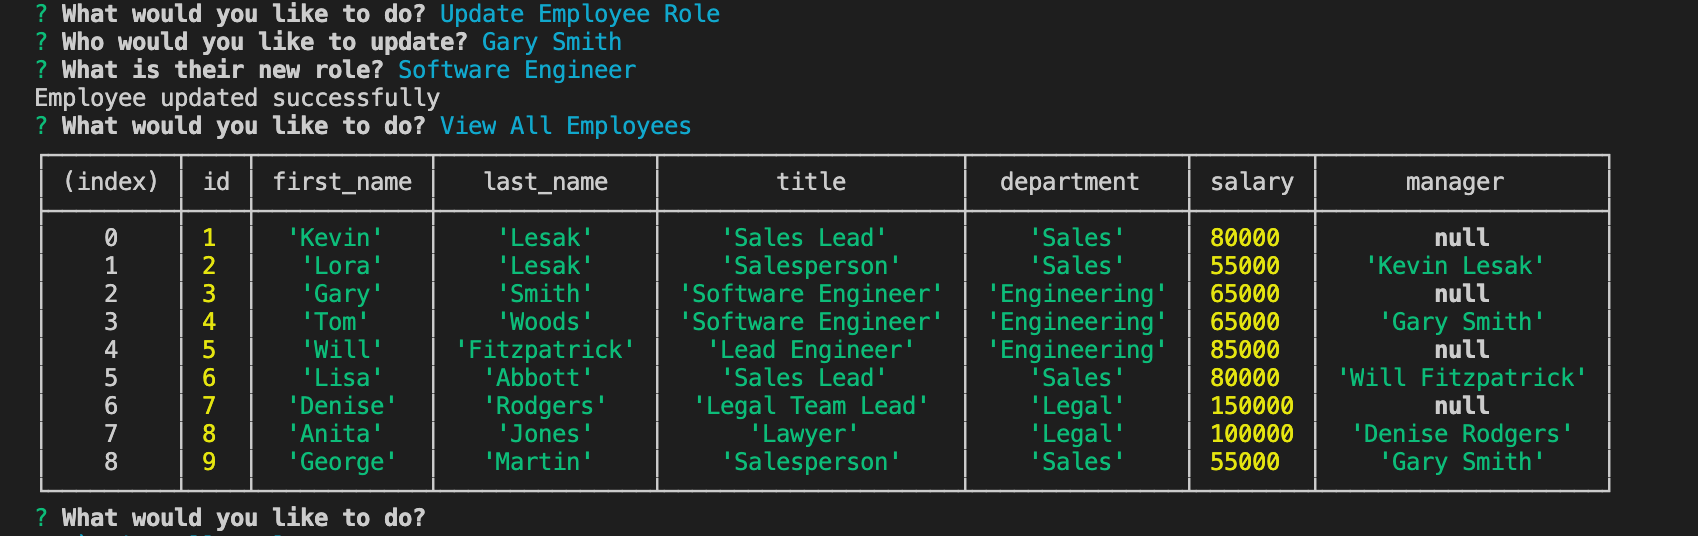 ? What would you like to do? Update Employee Role
? Who would you like to update? Gary Smith
? What is their new role? Software Engineer
Employee updated successfully
? What would you like to do? View All Employees
(index) id first_name last_name title department salary manager
0 1 'Kevin' 'Lesak' 'Sales Lead' 'Sales' 80000 null
1 2 'Lora' 'Lesak' 'Salesperson' 'Sales' 55000 'Kevin Lesak'
2 3 'Gary' 'Smith' 'Software Engineer' 'Engineering' 65000 null
3 4 'Tom' 'Woods' 'Software Engineer' 'Engineering' 65000 'Gary Smith'
4 5 'Will' 'Fitzpatrick' 'Lead Engineer' 'Engineering' 85000 null
5 6 'Lisa' 'Abbott' 'Sales Lead' 'Sales' 80000 'Will Fitzpatrick'
6 7 'Denise' 'Rodgers' 'Legal Team Lead' 'Legal' 150000 null
7 8 'Anita' 'Jones' 'Lawyer' 'Legal' 100000 'Denise Rodgers'
8 9 'George' 'Martin' 'Salesperson' 'Sales' 55000 'Gary Smith'
? What would you like to do?